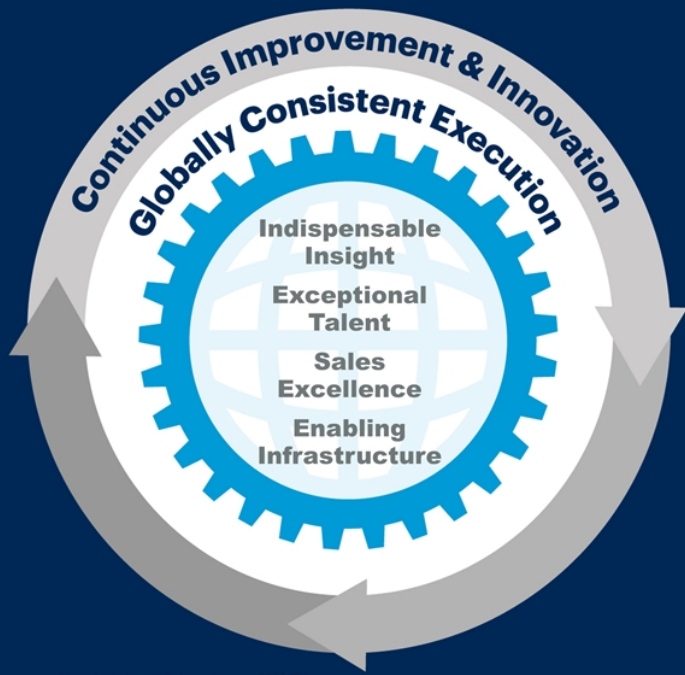 Continuous Improvement & Innovation
Globally Consistent Execution
Indispensable
Insight
Exceptional
Talent
Sales
Excellence
Enabling
Infrastructure